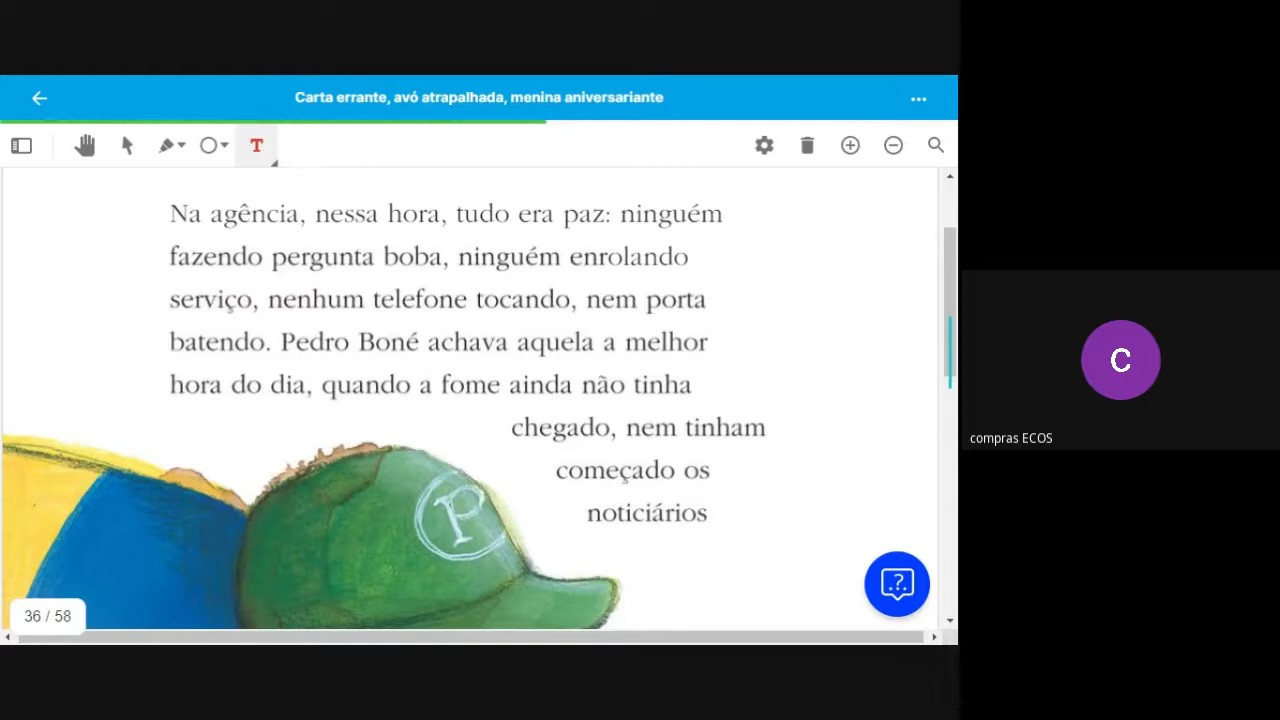 Carta errante, avó atrapalhada, menina aniversariante
T
Na agência, nessa hora, tudo era paz: ninguém
fazendo pergunta boba, ninguém enrolando
serviço, nenhum telefone tocando, nem porta
batendo. Pedro Boné achava aquela a melhor
hora do dia, quando a fome ainda não tinha
chegado, nem tinham
começado os
noticiários
P
36 / 58
C
compras ECOS